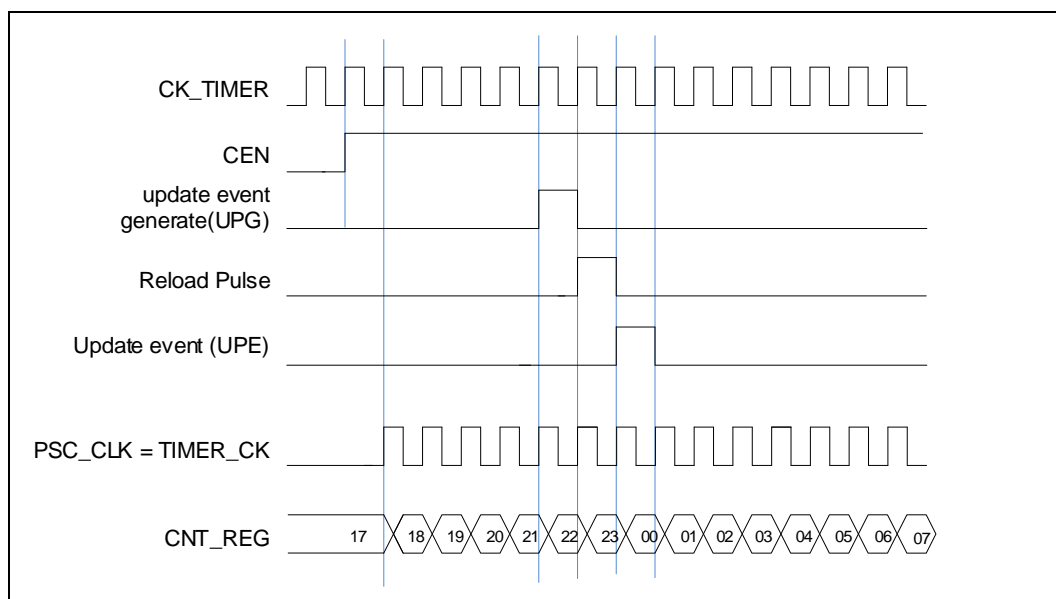 CK_TIMER
CEN
update event
generate(UPG)
Reload Pulse
Update event (UPE)
PSC_CLK = TIMER_CK
CNT_REG 17 18 19 20 21 22 23 00 01 02 03 04 05 06 07